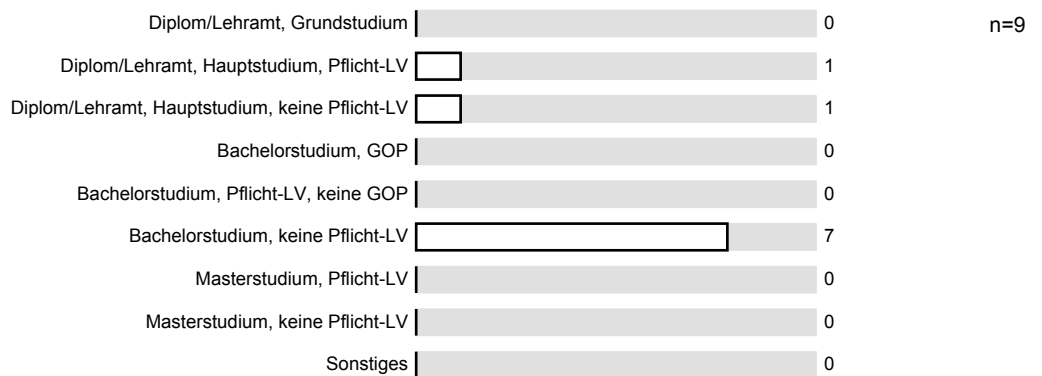 Diplom/Lehramt, Grundstudium 0 n=9
Diplom/Lehramt, Hauptstudium, Pflicht-LV 1
Diplom/Lehramt, Hauptstudium, keine Pflicht-LV 1
Bachelorstudium, GOP 0
Bachelorstudium, Pflicht-LV, keine GOP 0
Bachelorstudium, keine Pflicht-LV 7
Masterstudium, Pflicht-LV 0
Masterstudium, keine Pflicht-LV 0
Sonstiges 0